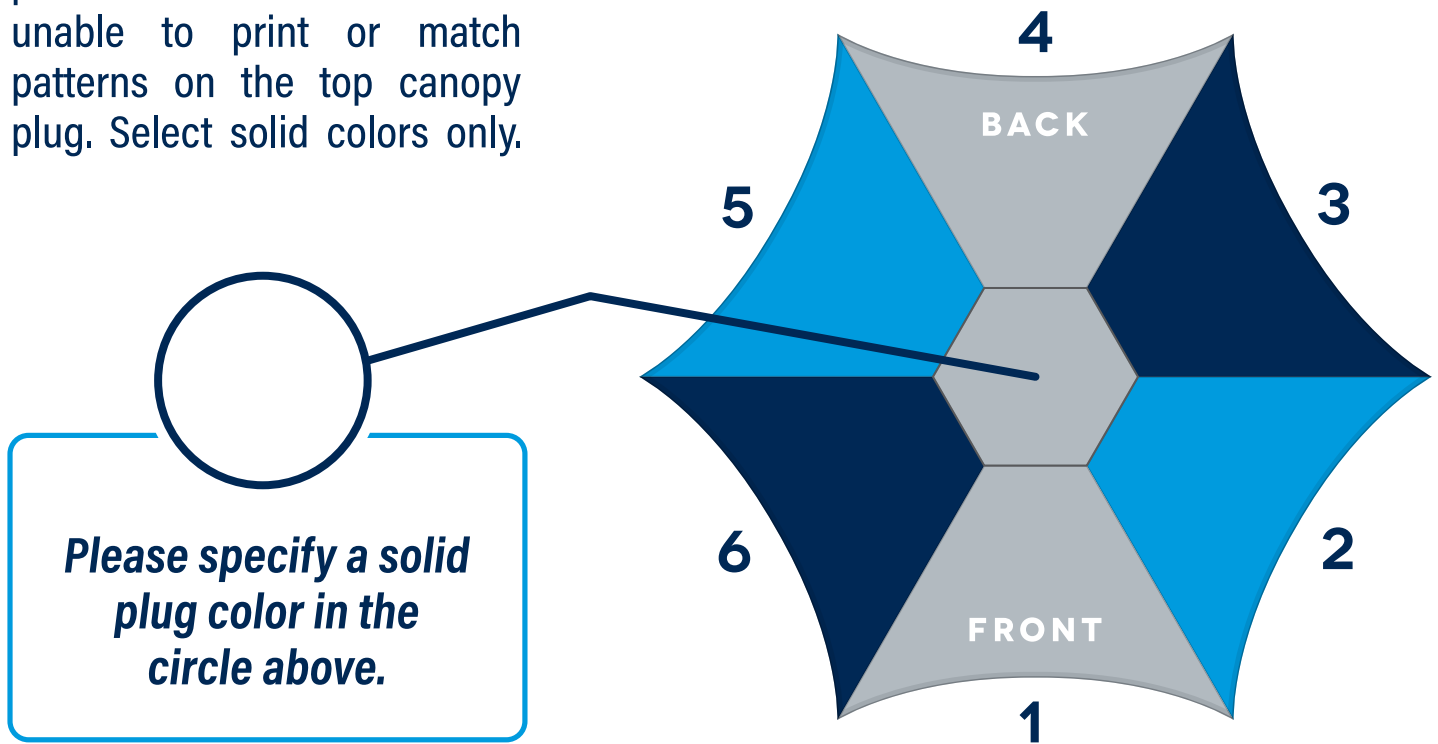 unable to print or match
patterns on the top canopy
plug. Select solid colors only.
Please specify a solid
plug color in the
circle above.
4
BACK
5
3
6
2
FRONT
1